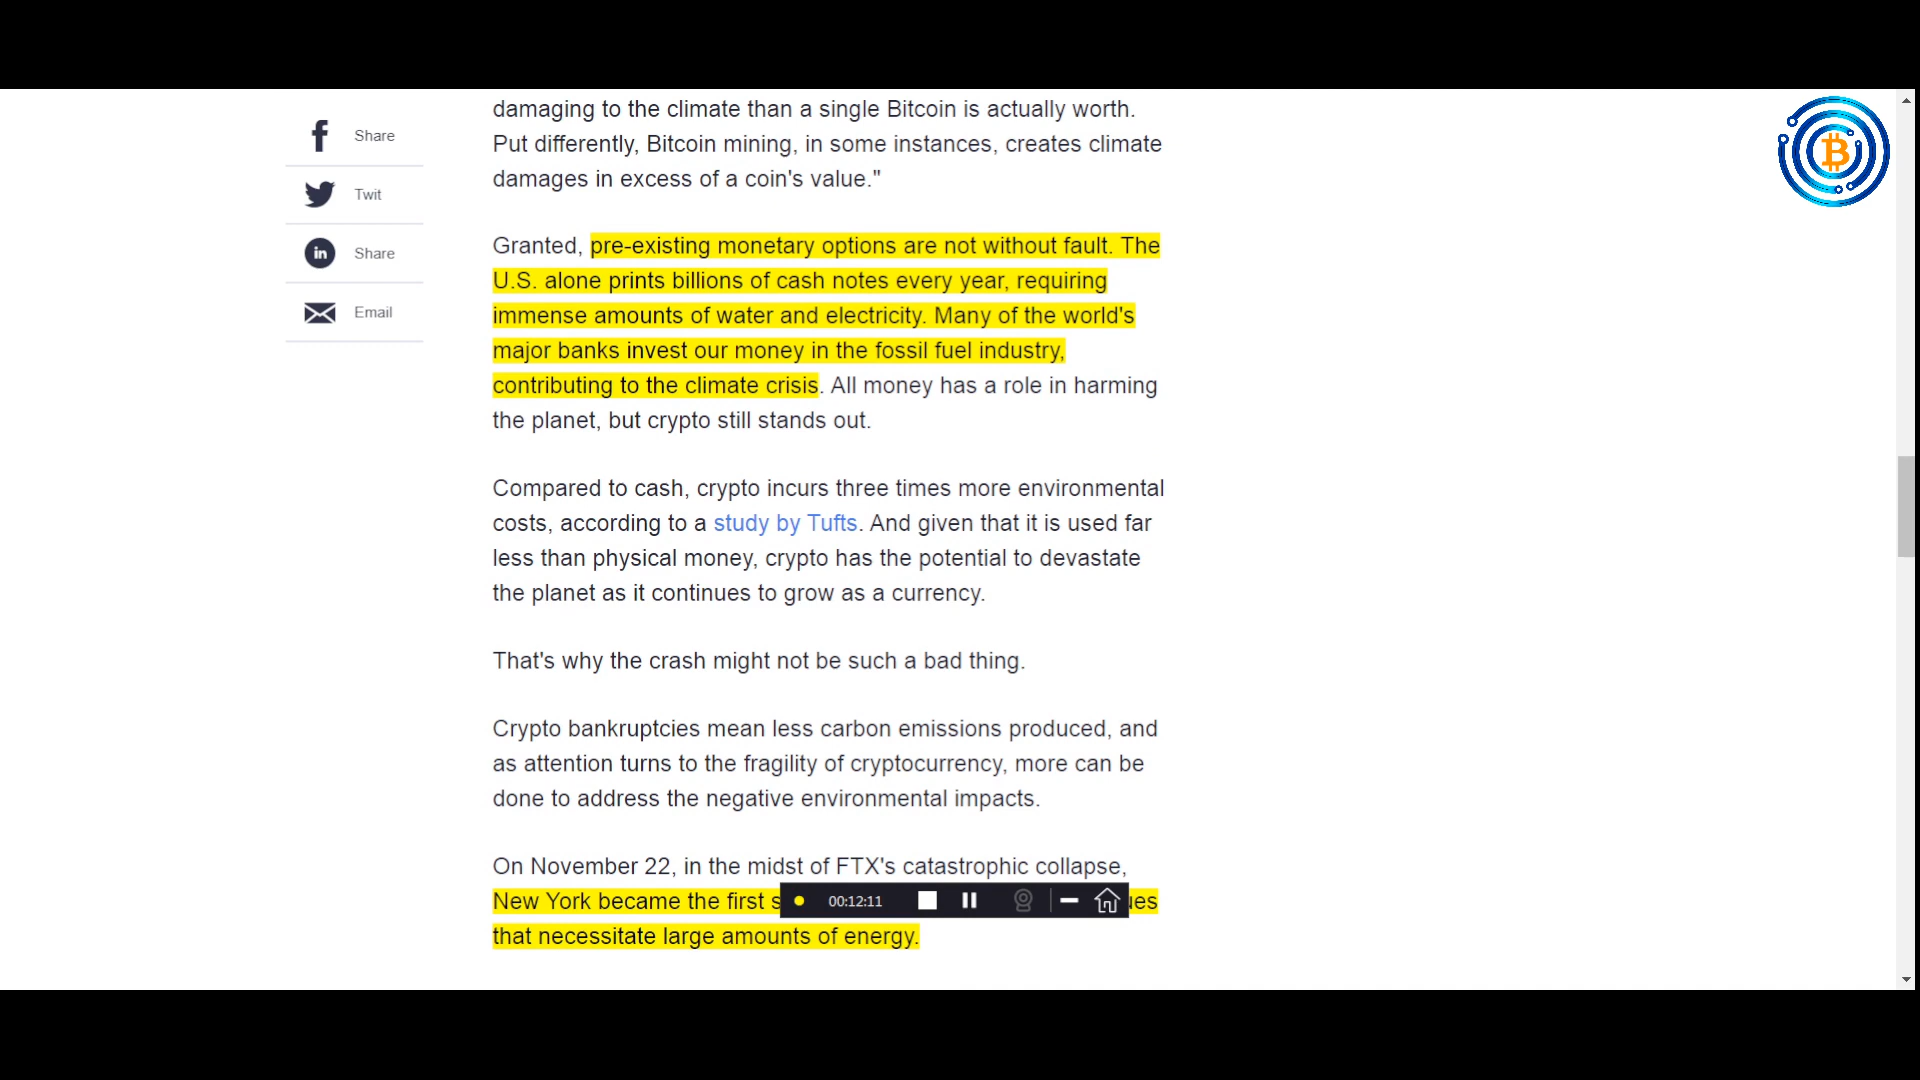 damaging to the climate than a single Bitcoin is actually worth.
Put differently, Bitcoin mining, in some instances, creates climate
damages in excess of a coin's value."
Share
Twit
Share
Email
Granted, pre-existing monetary options are not without fault. The
U.S. alone prints billions of cash notes every year, requiring
immense amounts of water and electricity. Many of the world's
major banks invest our money in the fossil fuel industry,
contributing to the climate crisis. All money has a role in harming
the planet, but crypto still stands out.
Compared to cash, crypto incurs three times more environmental
costs, according to a study by Tufts. And given that it is used far
less than physical money, crypto has the potential to devastate
the planet as it continues to grow as a currency.
That's why the crash might not be such a bad thing.
Crypto bankruptcies mean less carbon emissions produced, and
as attention turns to the fragility of cryptocurrency, more can be
done to address the negative environmental impacts.
On November 22, in the midst of FTX's catastrophic collapse,
New York became the first
00:12:11
that necessitate large amounts of energy.